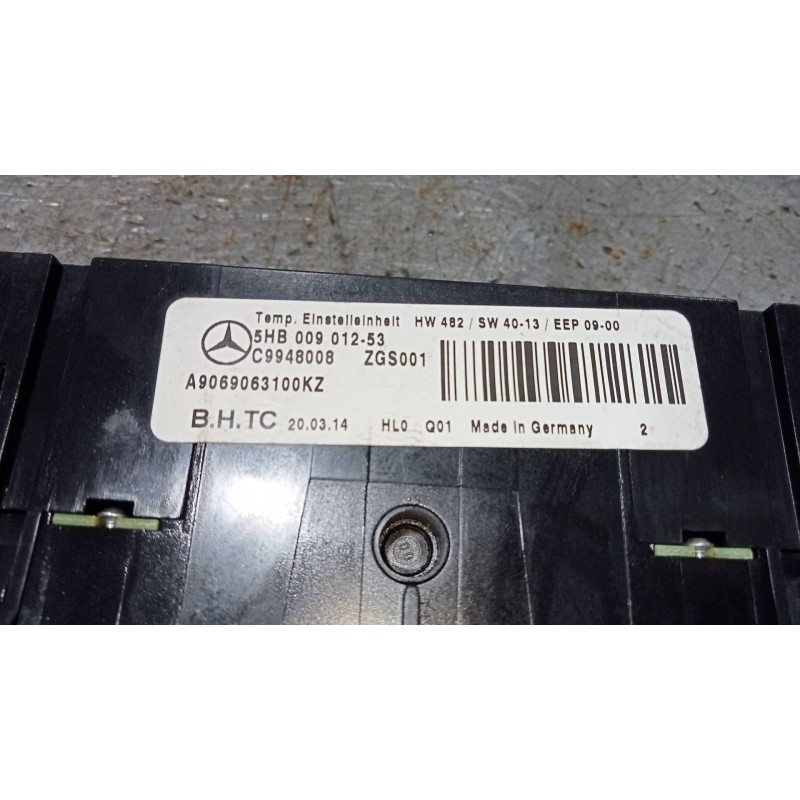 Temp. Einstelleinheit HW 482 / SW 40-13 / EEP 09-00
5HB 009 012-53
C9948008 ZGS001
A9069063100KZ
B.H.TC 20.03.14 HL0 Q01 Made in Germany 2